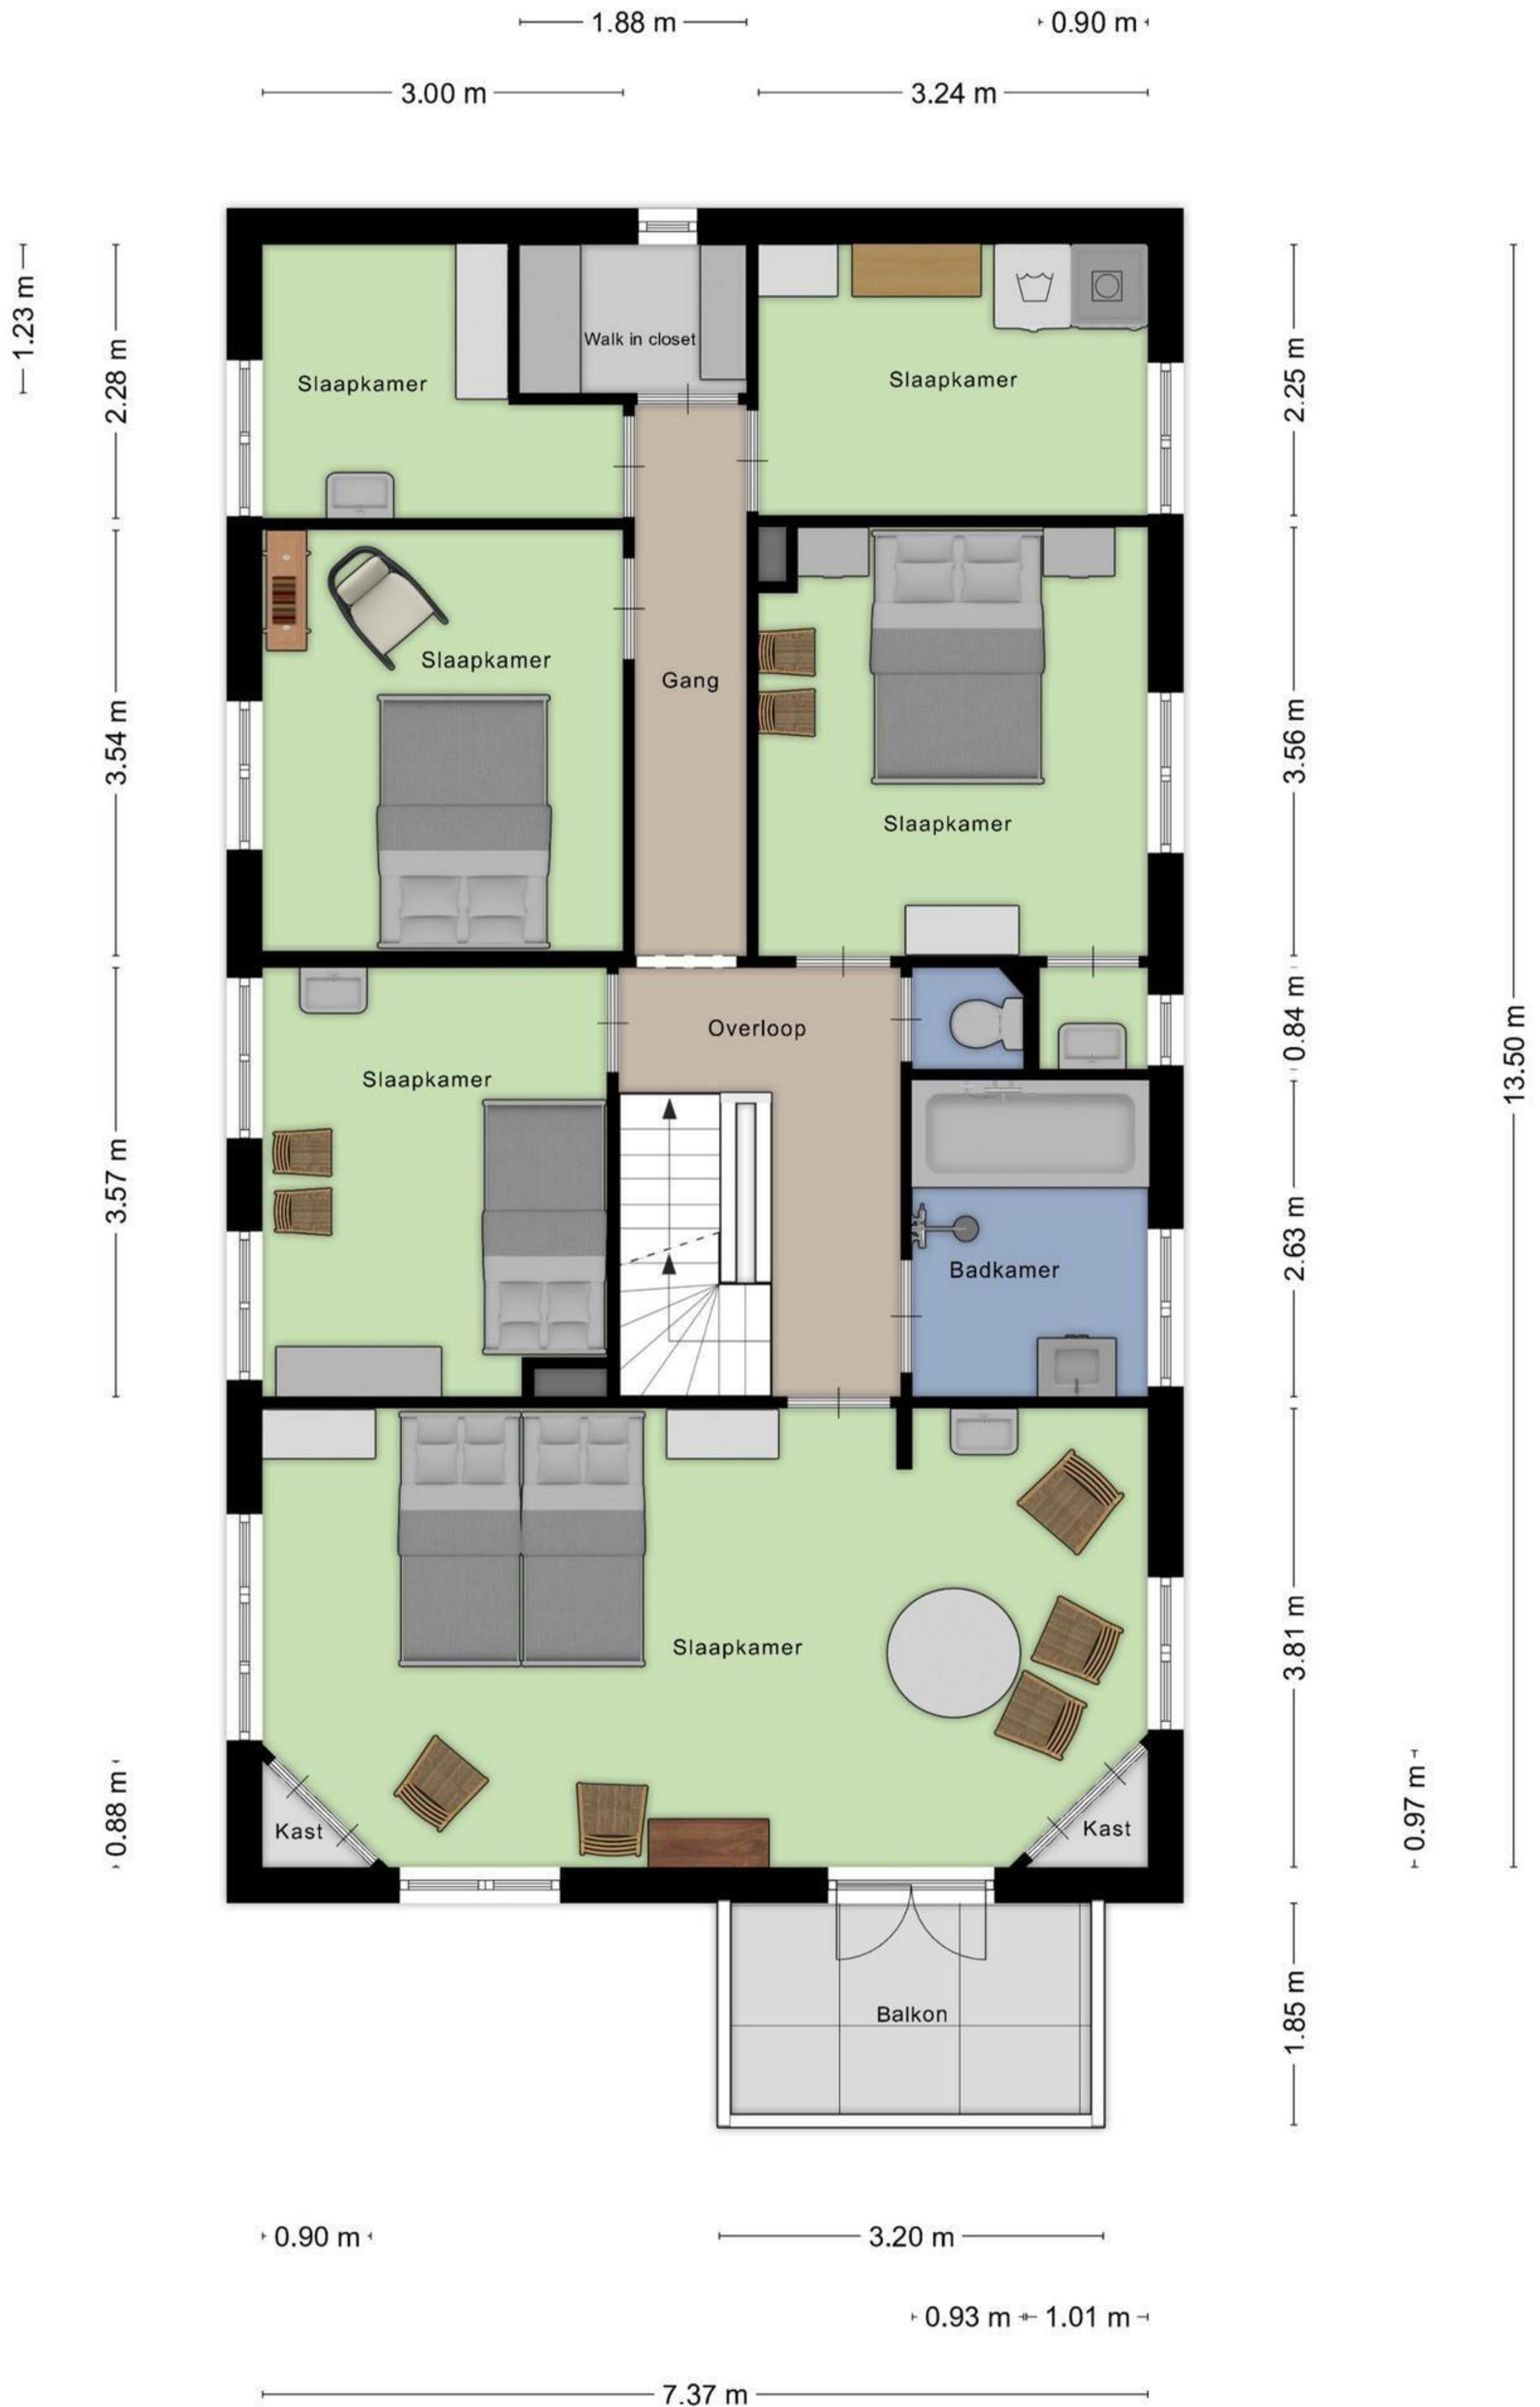 1.88 m
0.90 m
3.00 m
3.24 m
1.23 m
2.28 m
2.25 m
Walk in closet
Slaapkamer
Slaapkamer
Slaapkamer
Gang
3.54 m
3.56 m
Slaapkamer
13.50 m
0.84 m
Overloop
Slaapkamer
3.57 m
2.63 m
Badkamer
Slaapkamer
3.81 m
0.88 m
0.97 m
Kast
Kast
1.85 m
Balkon
0.90 m
3.20 m
0.93 m
1.01 m
7.37 m